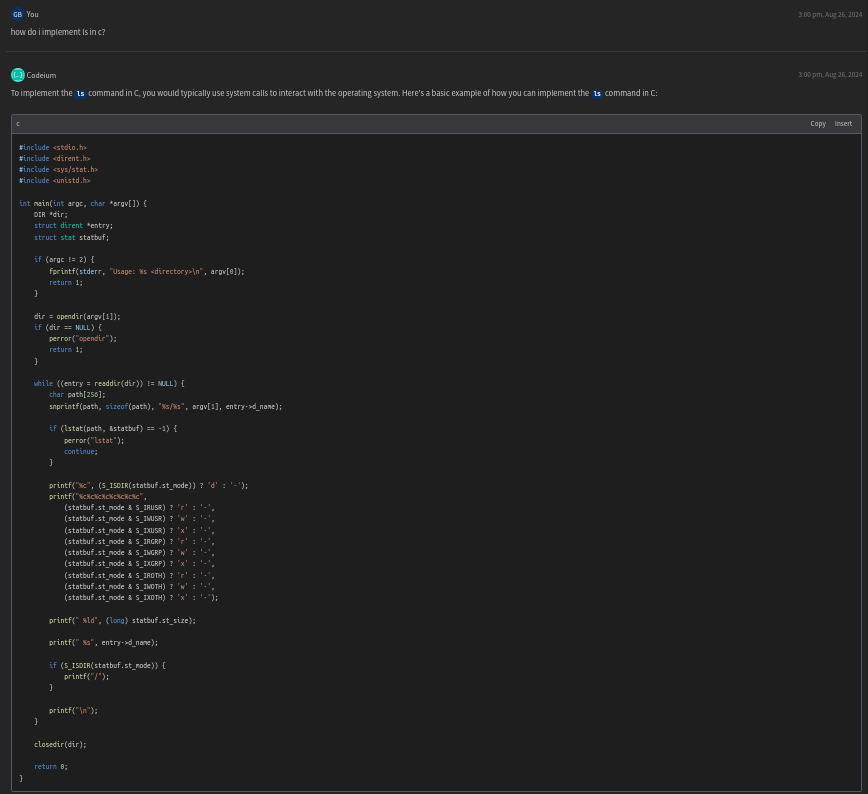 GB You 3:00 pm, Aug 26, 2024
how do i implement ls in c?
{...} Codeium 3:00 pm, Aug 26, 2024
To implement the ls command in C, you would typically use system calls to interact with the operating system. Here's a basic example of how you can implement the ls command in C:
c Copy Insert
#include <stdio.h>
#include <dirent.h>
#include <sys/stat.h>
#include <unistd.h>

int main(int argc, char *argv[]) {
    DIR *dir;
    struct dirent *entry;
    struct stat statbuf;

    if (argc != 2) {
        fprintf(stderr, "Usage: %s <directory>\n", argv[0]);
        return 1;
    }

    dir = opendir(argv[1]);
    if (dir == NULL) {
        perror("opendir");
        return 1;
    }

    while ((entry = readdir(dir)) != NULL) {
        char path[256];
        snprintf(path, sizeof(path), "%s/%s", argv[1], entry->d_name);

        if (lstat(path, &statbuf) == -1) {
            perror("lstat");
            continue;
        }

        printf("%c", (S_ISDIR(statbuf.st_mode)) ? 'd' : '-');
        printf("%c%c%c%c%c%c%c%c%c",
            (statbuf.st_mode & S_IRUSR) ? 'r' : '-',
            (statbuf.st_mode & S_IWUSR) ? 'w' : '-',
            (statbuf.st_mode & S_IXUSR) ? 'x' : '-',
            (statbuf.st_mode & S_IRGRP) ? 'r' : '-',
            (statbuf.st_mode & S_IWGRP) ? 'w' : '-',
            (statbuf.st_mode & S_IXGRP) ? 'x' : '-',
            (statbuf.st_mode & S_IROTH) ? 'r' : '-',
            (statbuf.st_mode & S_IWOTH) ? 'w' : '-',
            (statbuf.st_mode & S_IXOTH) ? 'x' : '-');

        printf(" %ld", (long) statbuf.st_size);

        printf(" %s", entry->d_name);

        if (S_ISDIR(statbuf.st_mode)) {
            printf("/");
        }

        printf("\n");
    }

    closedir(dir);

    return 0;
}